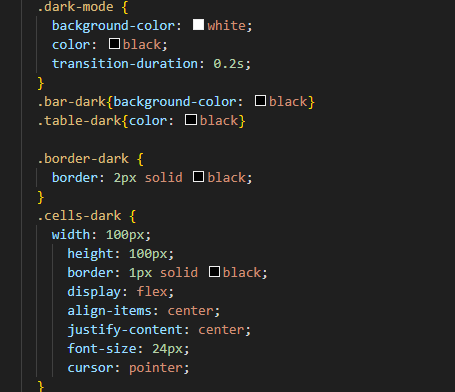 .dark-mode {
background-color: white;
color: black;
transition-duration: 0.2s;
}
.bar-dark{background-color: black}
.table-dark{color: black}
.border-dark {
border: 2px solid black;
}
.cells-dark {
width: 100px;
height: 100px;
border: 1px solid black;
display: flex;
align-items: center;
justify-content: center;
font-size: 24px;
cursor: pointer;
}